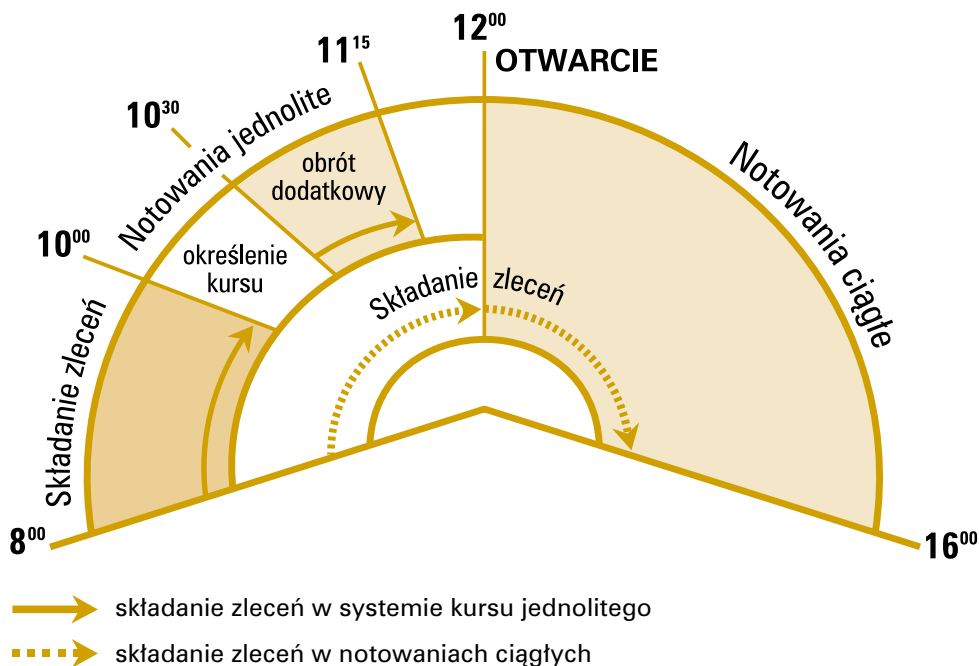 12⁰⁰
OTWARCIE
11¹⁵
10³⁰
Notowania jednolite
obrót
dodatkowy
10⁰⁰
określenie
kursu
Składanie zleceń
Składanie zleceń
Notowania ciągłe
8⁰⁰
16⁰⁰
składanie zleceń w systemie kursu jednolitego
składanie zleceń w notowaniach ciągłych